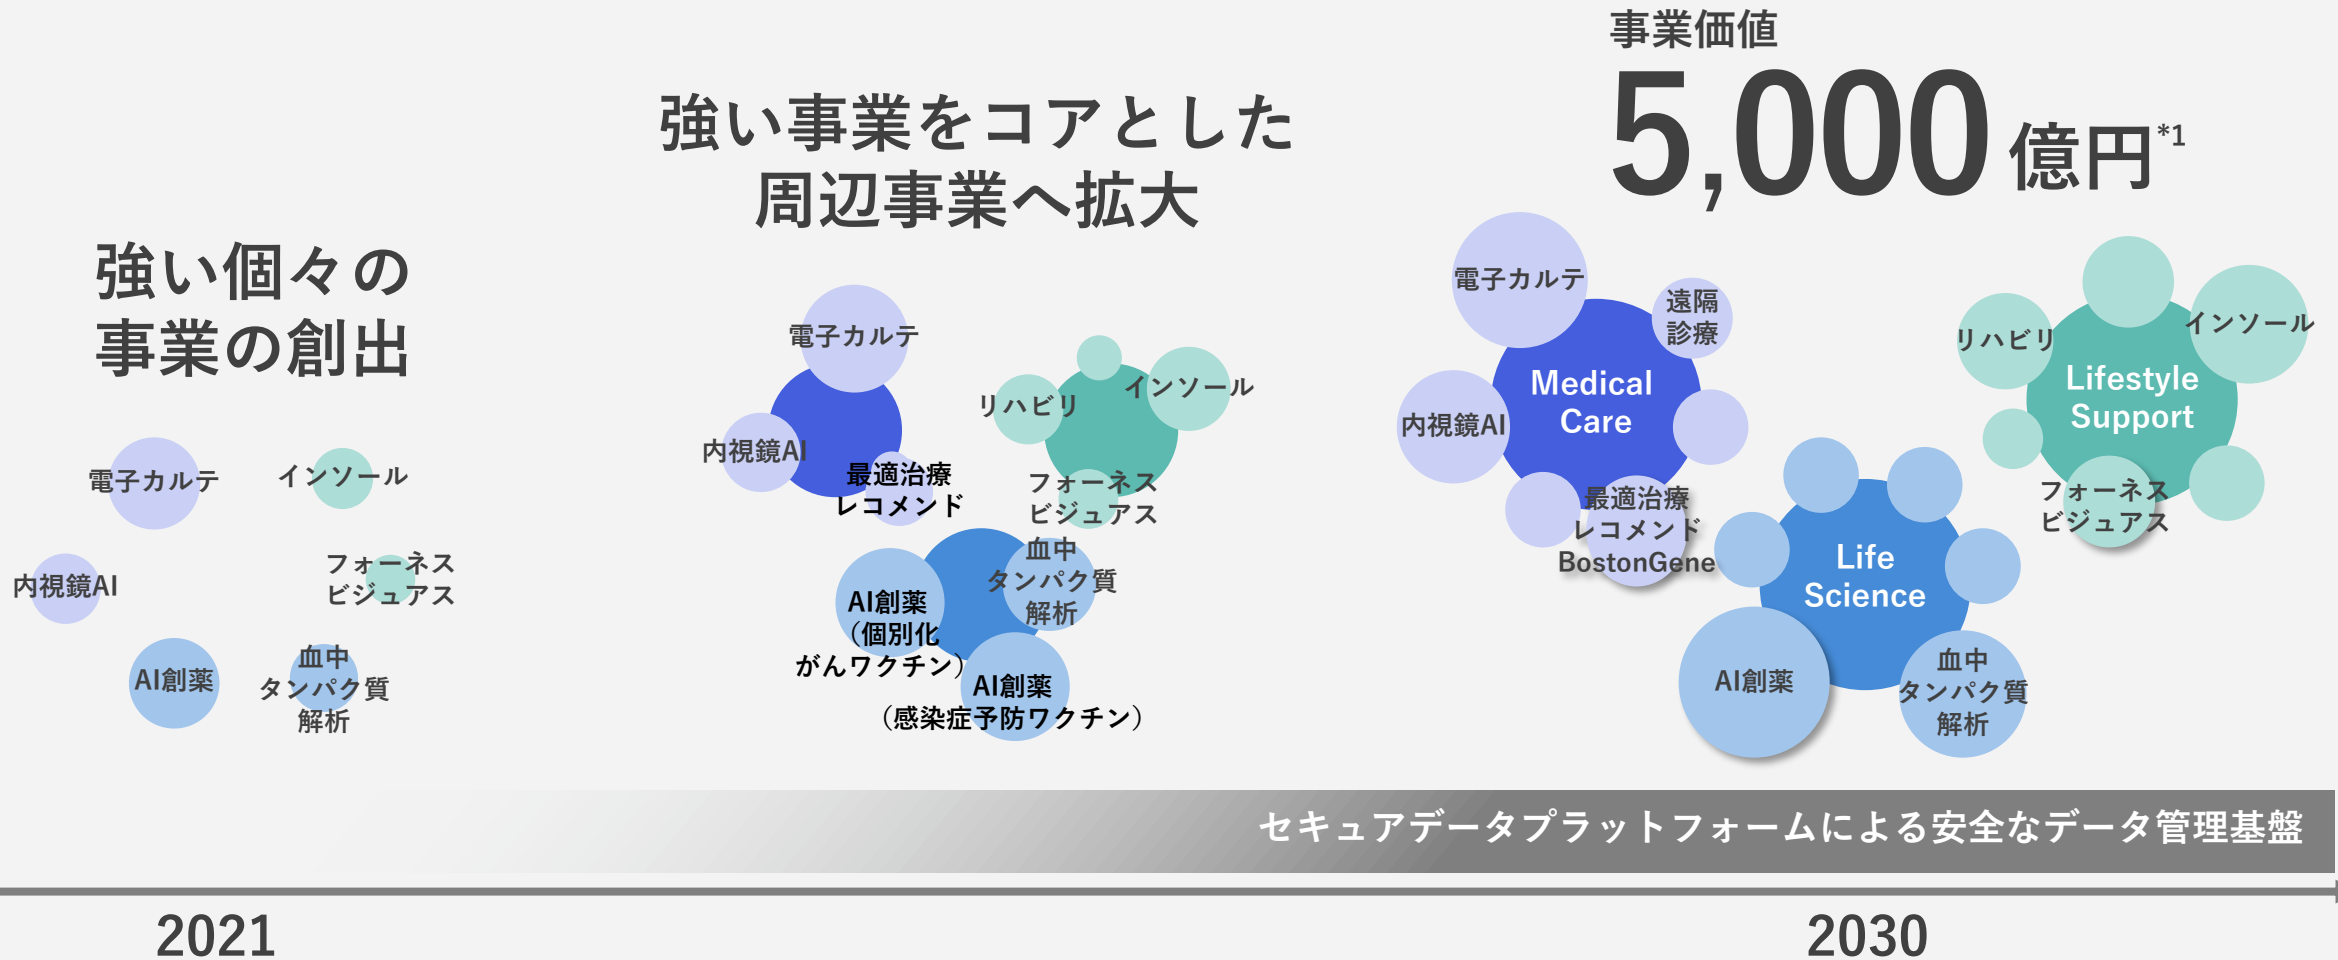 強い個々の
事業の創出
電子カルテ
インソール
内視鏡AI
フォーネス
ビジュアス
AI創薬
血中
タンパク質
解析
強い事業をコアとした
周辺事業へ拡大
電子カルテ
リハビリ
インソール
内視鏡AI
最適治療
レコメンド
フォーネス
ビジュアス
血中
タンパク質
解析
AI創薬
（個別化
がんワクチン）
AI創薬
（感染症予防ワクチン）
事業価値
5,000億円*1
電子カルテ
遠隔
診療
Medical
Care
内視鏡AI
最適治療
レコメンド
BostonGene
リハビリ
インソール
Lifestyle
Support
フォーネス
ビジュアス
Life
Science
AI創薬
血中
タンパク質
解析
セキュアデータプラットフォームによる安全なデータ管理基盤
2021
2030